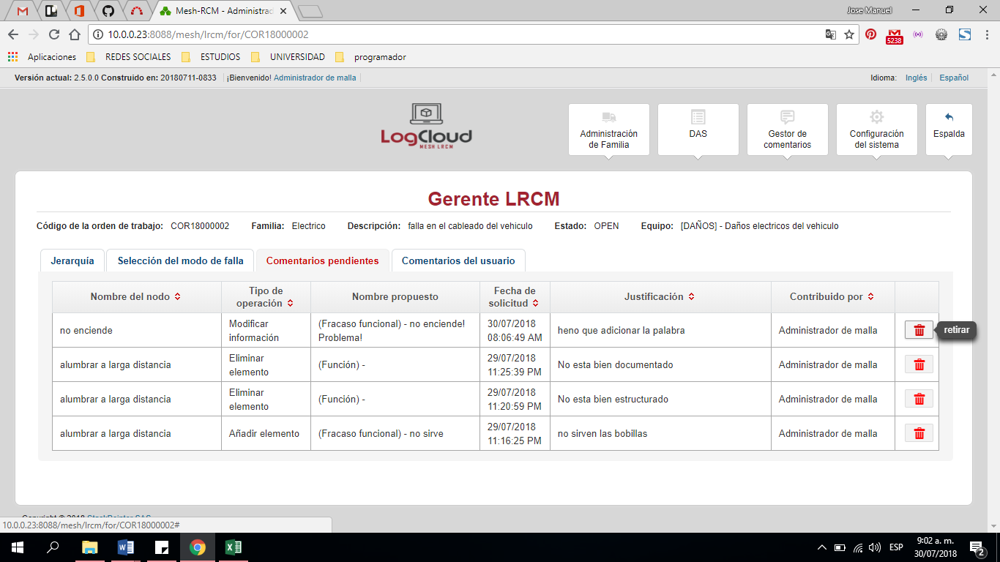 Mesh-RCM - Administrad
Jose Manuel
10.0.0.23:8088/mesh/lrcm/for/COR18000002
5238
Aplicaciones REDES SOCIALES ESTUDIOS UNIVERSIDAD programador
Versión actual: 2.5.0.0 Construido en: 20180711-0833 ¡Bienvenido! Administrador de malla Idioma: Inglés Español
LogCloud
MESH LRCM
Administración
de Familia
DAS
Gestor de
comentarios
Configuración
del sistema
Espalda
Gerente LRCM
Código de la orden de trabajo: COR18000002 Familia: Electrico Descripción: falla en el cableado del vehiculo Estado: OPEN Equipo: [DAÑOS] - Daños electricos del vehiculo
Jerarquía Selección del modo de falla Comentarios pendientes Comentarios del usuario
Nombre del nodo
Tipo de
operación
Nombre propuesto
Fecha de
solicitud
Justificación
Contribuido por
no enciende
Modificar
información
(Fracaso funcional) - no enciende!
Problema!
30/07/2018
08:06:49 AM
heno que adicionar la palabra
Administrador de malla
retirar
alumbrar a larga distancia
Eliminar
elemento
(Función) -
29/07/2018
11:25:39 PM
No esta bien documentado
Administrador de malla
alumbrar a larga distancia
Eliminar
elemento
(Función) -
29/07/2018
11:20:59 PM
No esta bien estructurado
Administrador de malla
alumbrar a larga distancia
Añadir elemento
(Fracaso funcional) - no sirve
29/07/2018
11:16:25 PM
no sirven las bobillas
Administrador de malla
Copyright © 2018 StackPointer SAS
10.0.0.23:8088/mesh/lrcm/for/COR18000002#
ESP
9:02 a. m.
30/07/2018
2